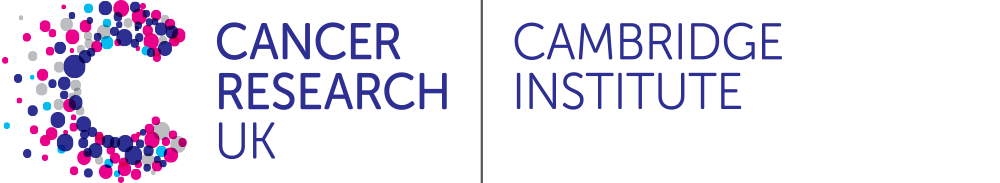 CANCER
RESEARCH
UK
CAMBRIDGE
INSTITUTE